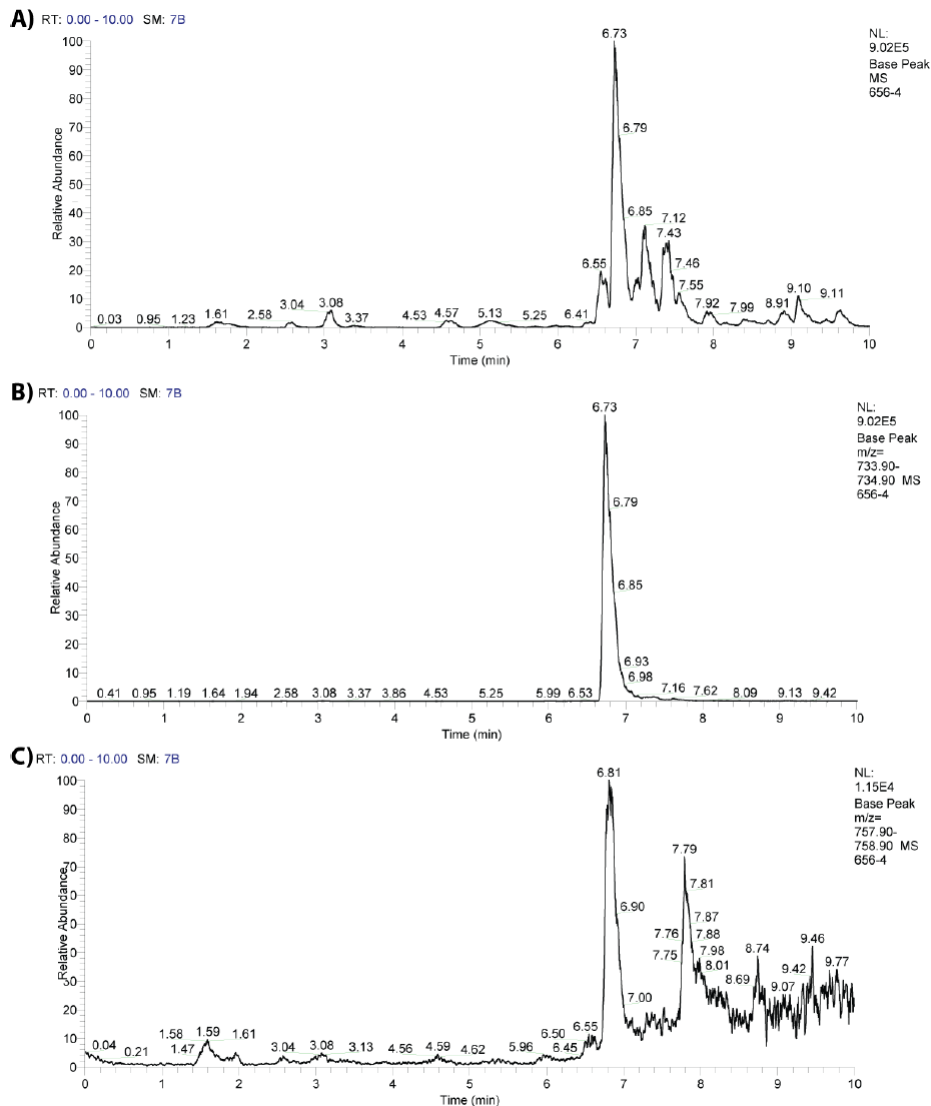 A) RT: 0.00 - 10.00 SM: 7B
NL:
9.02E5
Base Peak
MS
656-4
Relative Abundance
100
90
80
70
60
50
40
30
20
10
0
6.73
6.79
6.85
7.12
7.43
6.55
7.46
7.55
0.03 0.95 1.23 1.61 2.58 3.04 3.08 3.37 4.53 4.57 5.13 5.25 6.41 7.92 7.99 8.91 9.10 9.11
0 1 2 3 4 5 6 7 8 9 10
Time (min)
B) RT: 0.00 - 10.00 SM: 7B
NL:
9.02E5
Base Peak
m/z=
733.90-
734.90 MS
656-4
Relative Abundance
100
90
80
70
60
50
40
30
20
10
0
6.73
6.79
6.85
6.93
6.98
0.41 0.95 1.19 1.64 1.94 2.58 3.08 3.37 3.86 4.53 5.25 5.99 6.53 7.16 7.62 8.09 9.13 9.42
0 1 2 3 4 5 6 7 8 9 10
Time (min)
C) RT: 0.00 - 10.00 SM: 7B
NL:
1.15E4
Base Peak
m/z=
757.90-
758.90 MS
656-4
Relative Abundance
100
90
80
70
30
20
10
0
6.81
7.79
7.81
6.90
7.87
7.76 7.88
7.75 7.98
8.01
8.74
9.46
9.42 9.77
8.69 9.07
7.00
0.04 0.21 1.47 1.58 1.59 1.61 3.04 3.08 3.13 4.56 4.59 4.62 5.96 6.50 6.45 6.55
0 1 2 3 4 5 6 7 8 9 10
Time (min)